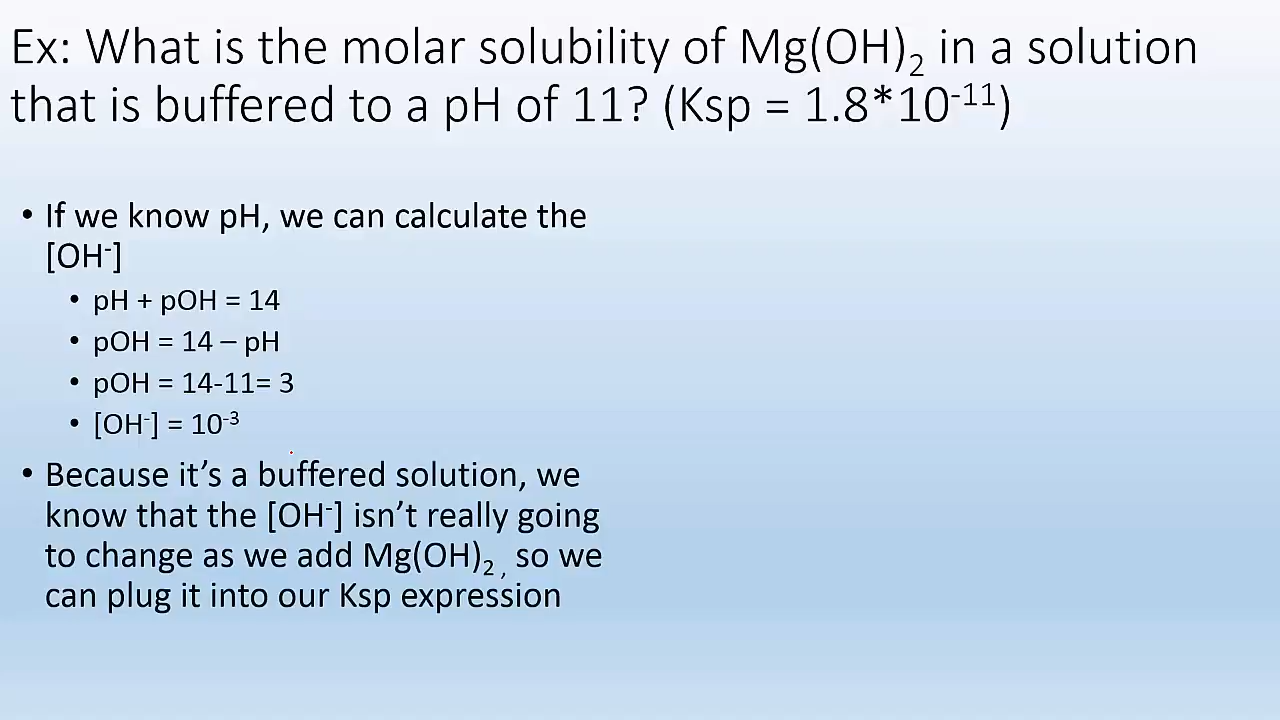 Ex: What is the molar solubility of Mg(OH)₂ in a solution
that is buffered to a pH of 11? (Ksp = 1.8*10⁻¹¹)
• If we know pH, we can calculate the
[OH⁻]
• pH + pOH = 14
• pOH = 14 – pH
• pOH = 14-11= 3
• [OH⁻] = 10⁻³
• Because it’s a buffered solution, we
know that the [OH⁻] isn’t really going
to change as we add Mg(OH)₂ , so we
can plug it into our Ksp expression